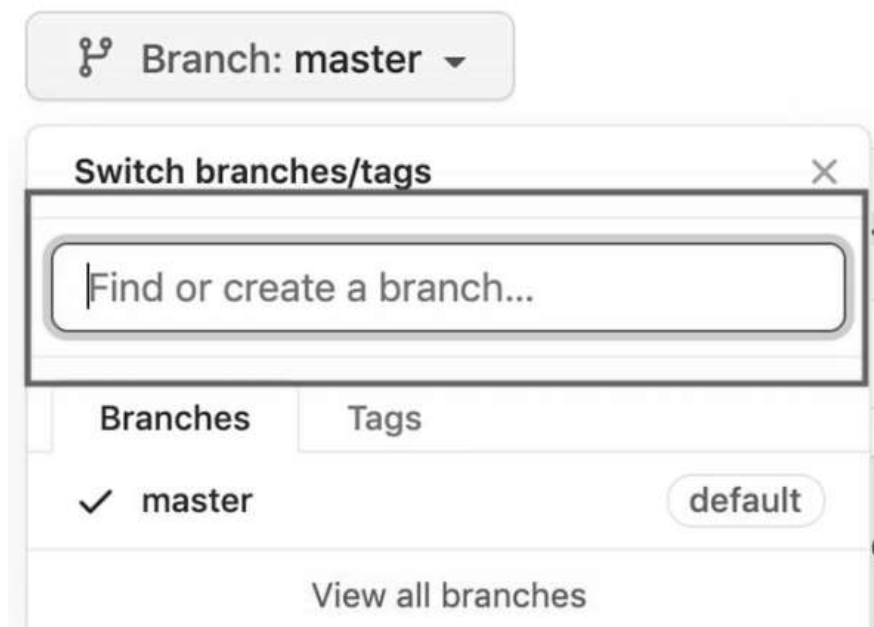 Branch: master
Switch branches/tags
Find or create a branch...
Branches Tags
master default
View all branches